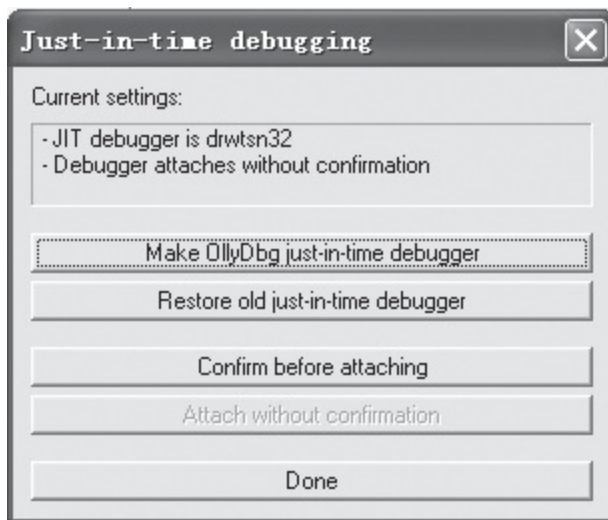 Just-in-time debugging
Current settings:
- JIT debugger is drwtsn32
- Debugger attaches without confirmation
Make OllyDbg just-in-time debugger
Restore old just-in-time debugger
Confirm before attaching
Attach without confirmation
Done